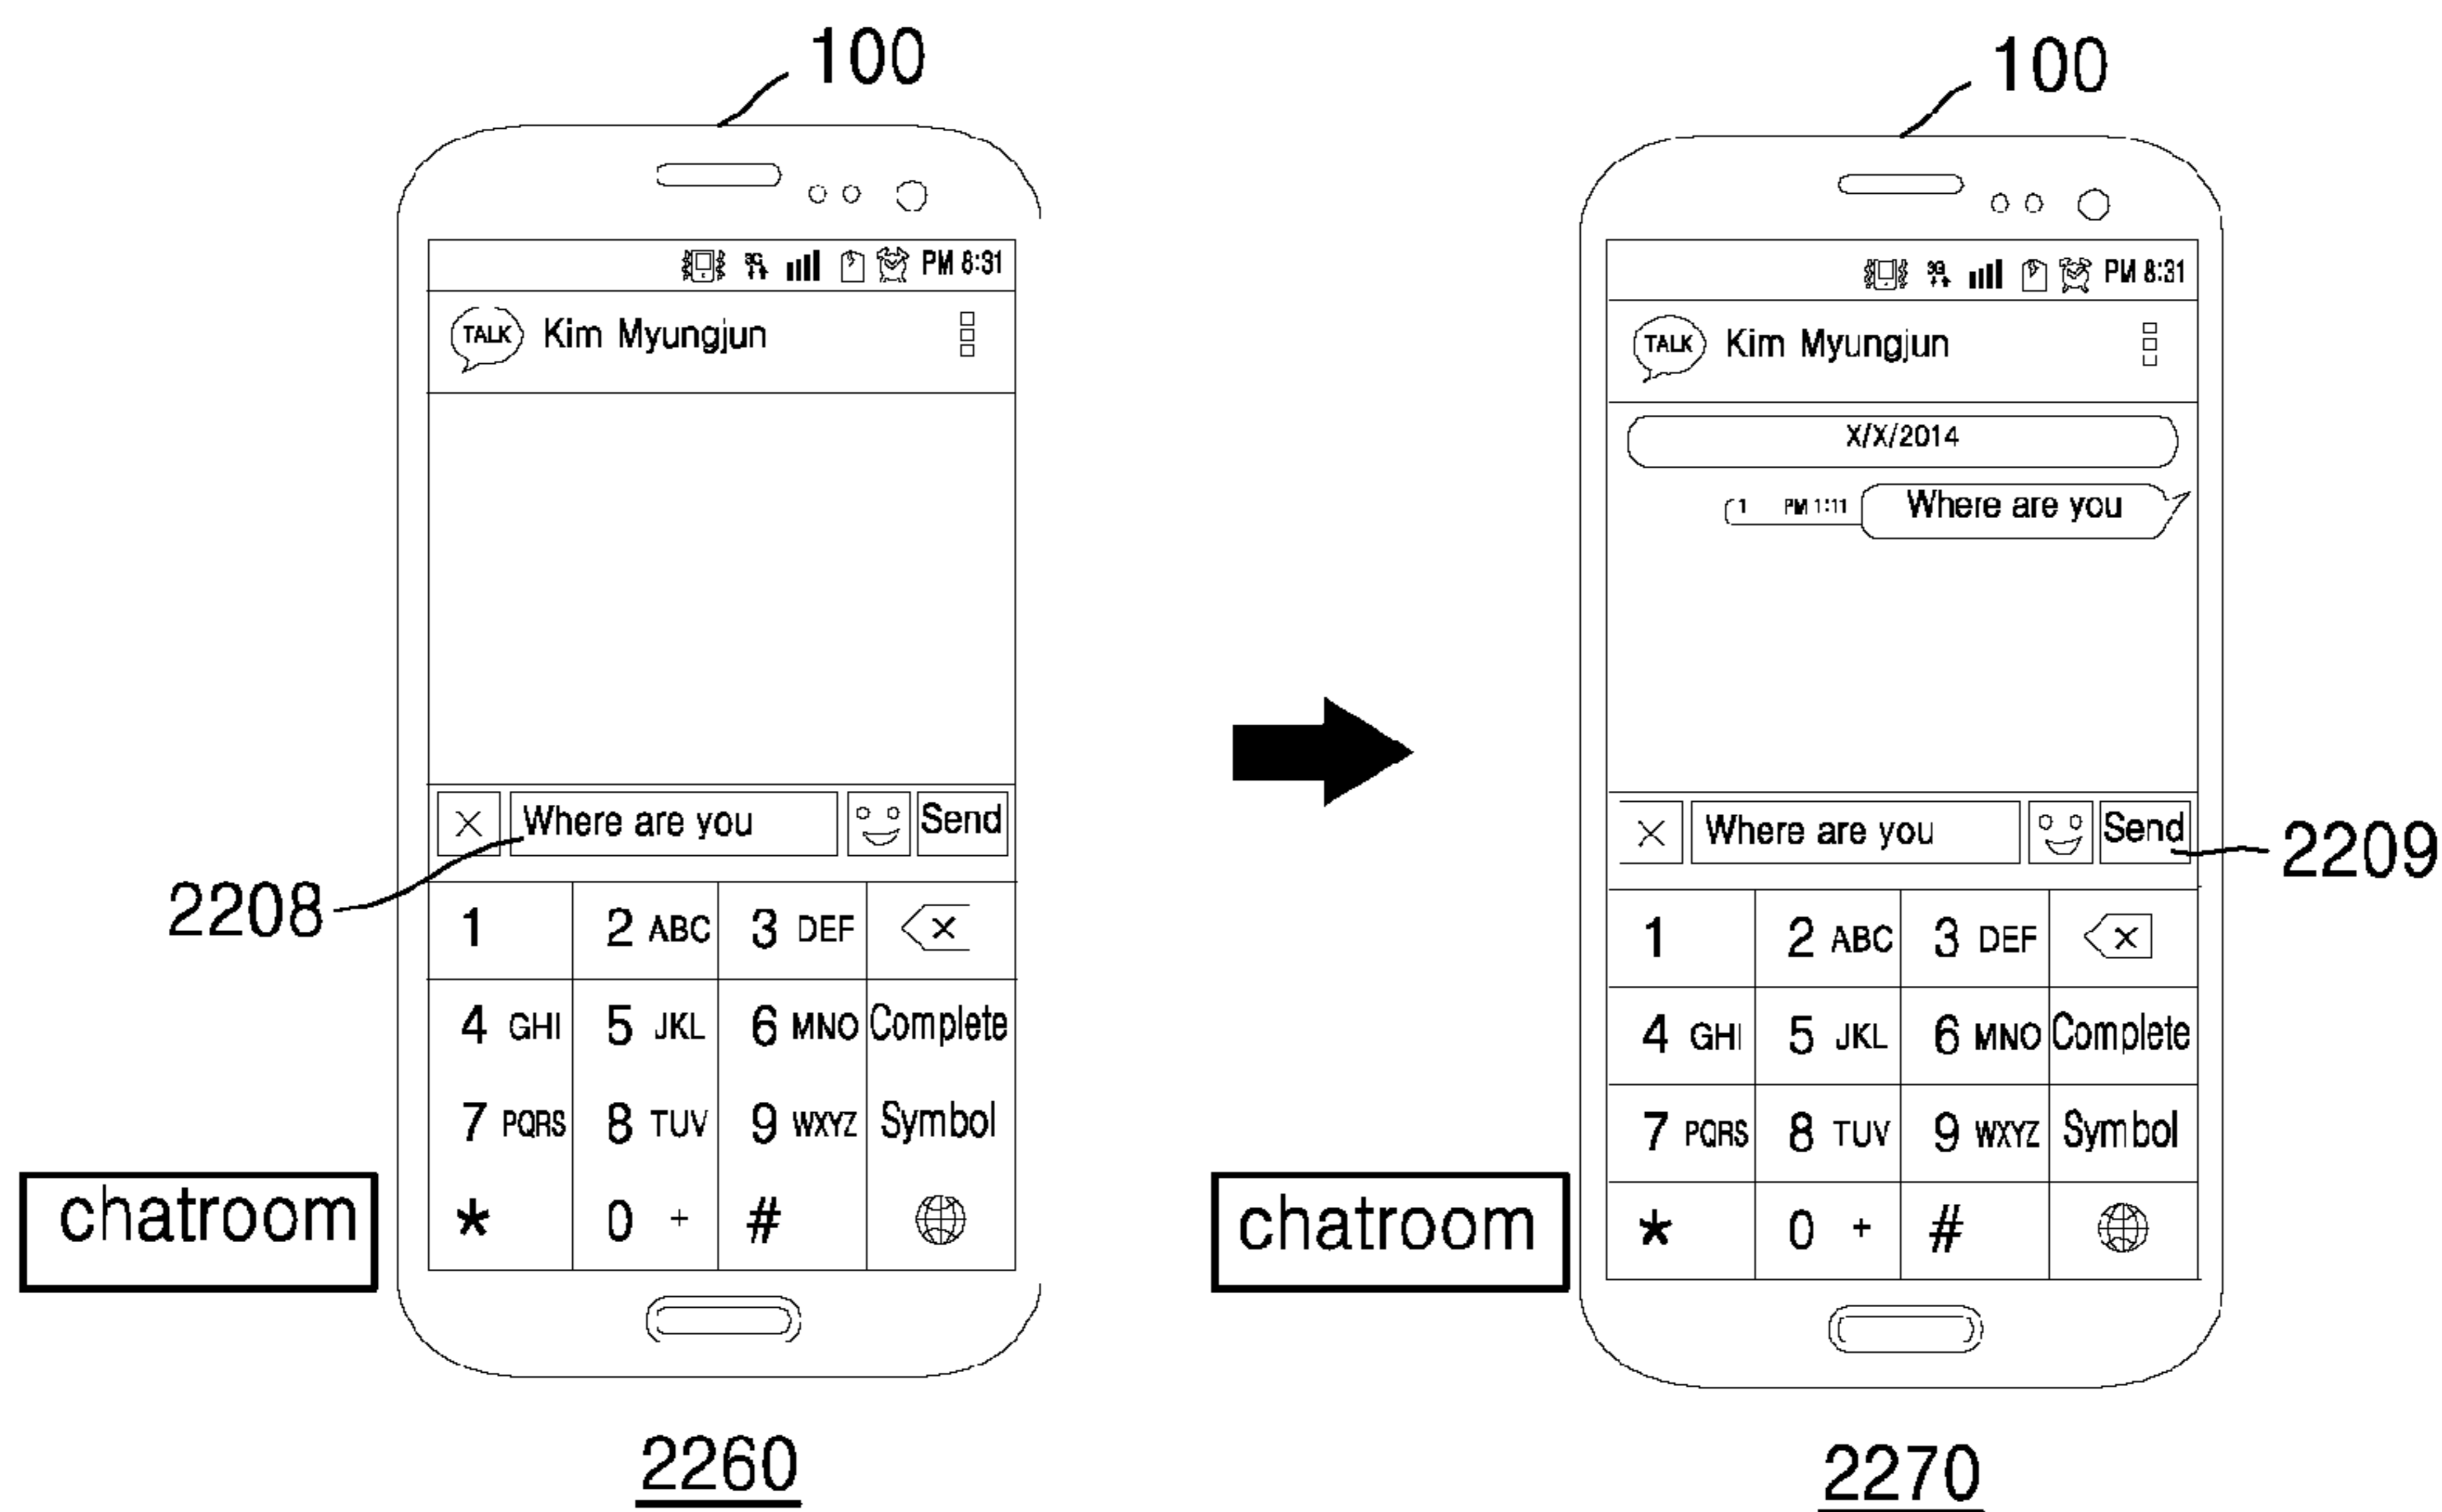 100
PM 8:31
TALK Kim Myungjun
Where are you Send
2208
1 2 ABC 3 DEF
4 GHI 5 JKL 6 MNO Complete
7 PQRS 8 TUV 9 WXYZ Symbol
* 0 + #
chatroom
2260
100
3G PM 8:31
TALK Kim Myungjun
X/X/2014
1 PM 1:11 Where are you
Where are you Send
2209
1 2 ABC 3 DEF
4 GHI 5 JKL 6 MNO Complete
7 PQRS 8 TUV 9 WXYZ Symbol
* 0 + #
chatroom
2270